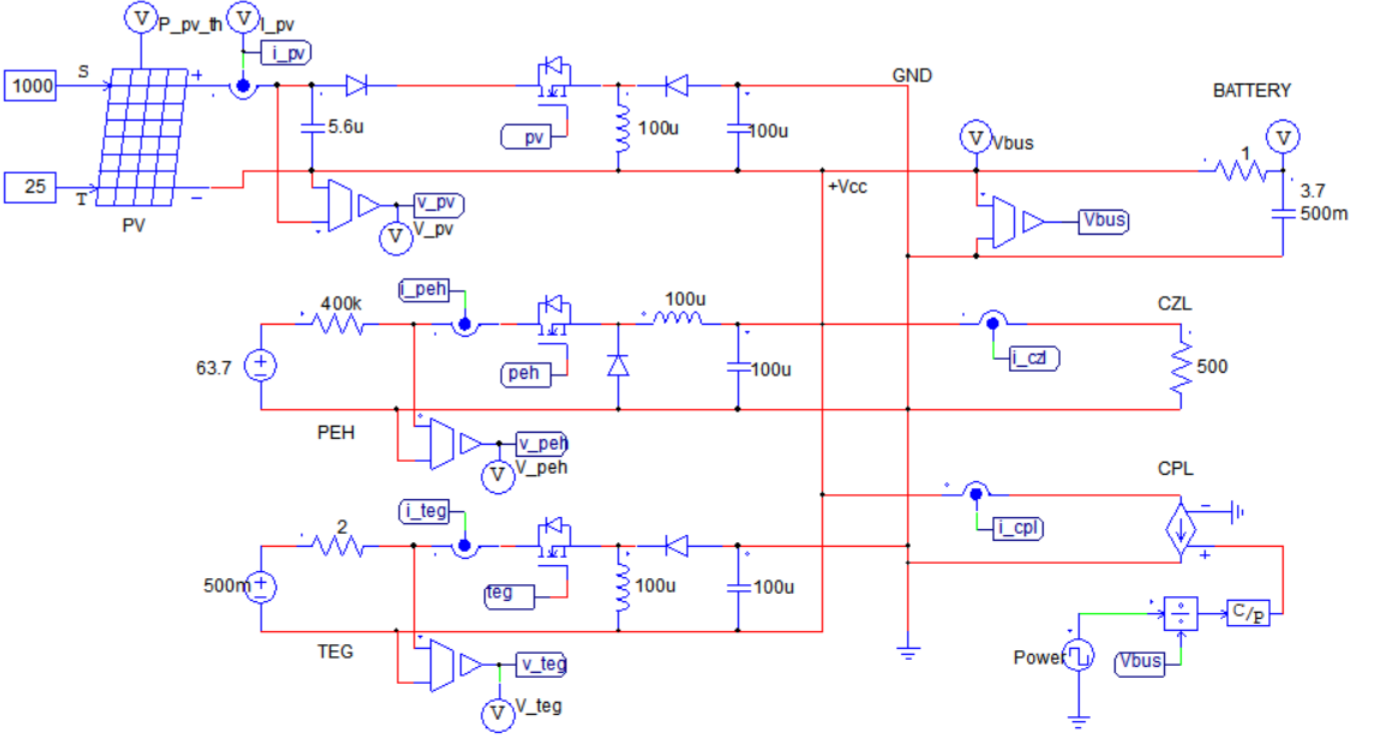 V
P_pv_th
V
I_pv
i_pv
1000
S
+
GND
BATTERY
5.6u
pv
100u
100u
V
Vbus
V
1
25
T
−
PV
+Vcc
3.7
500m
v_pv
V
V_pv
Vbus
i_peh
400k
100u
CZL
63.7
+
peh
100u
i_czl
500
PEH
v_peh
V
V_peh
CPL
i_teg
2
i_cpl
−
+
500m
+
teg
100u
100u
TEG
÷
C/P
Power
Vbus
v_teg
V
V_teg